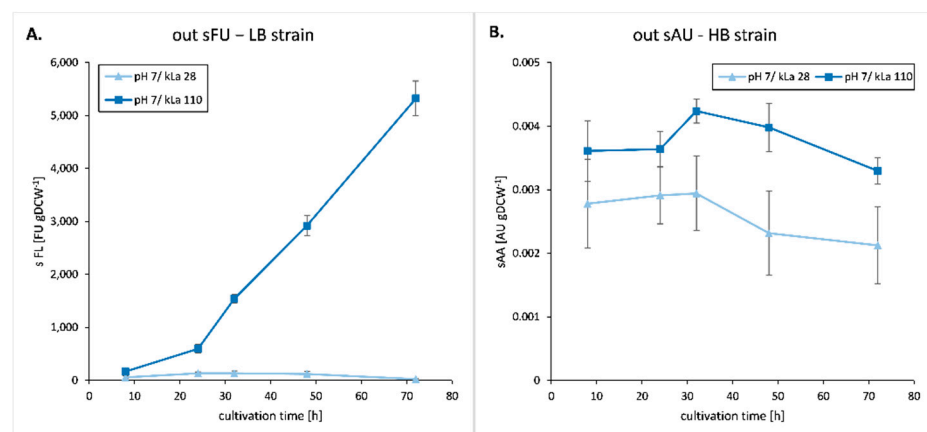 A.
out sFU – LB strain
pH 7/ kLa 28
pH 7/ kLa 110
6,000
5,000
4,000
3,000
2,000
1,000
0
s FL [FU gDCW⁻¹]
0 10 20 30 40 50 60 70 80
cultivation time [h]
B.
out sAU - HB strain
pH 7/ kLa 28 pH 7/ kLa 110
0.005
0.004
0.003
0.002
0.001
0
sAA [AU gDCW⁻¹]
0 10 20 30 40 50 60 70 80
cultivation time [h]